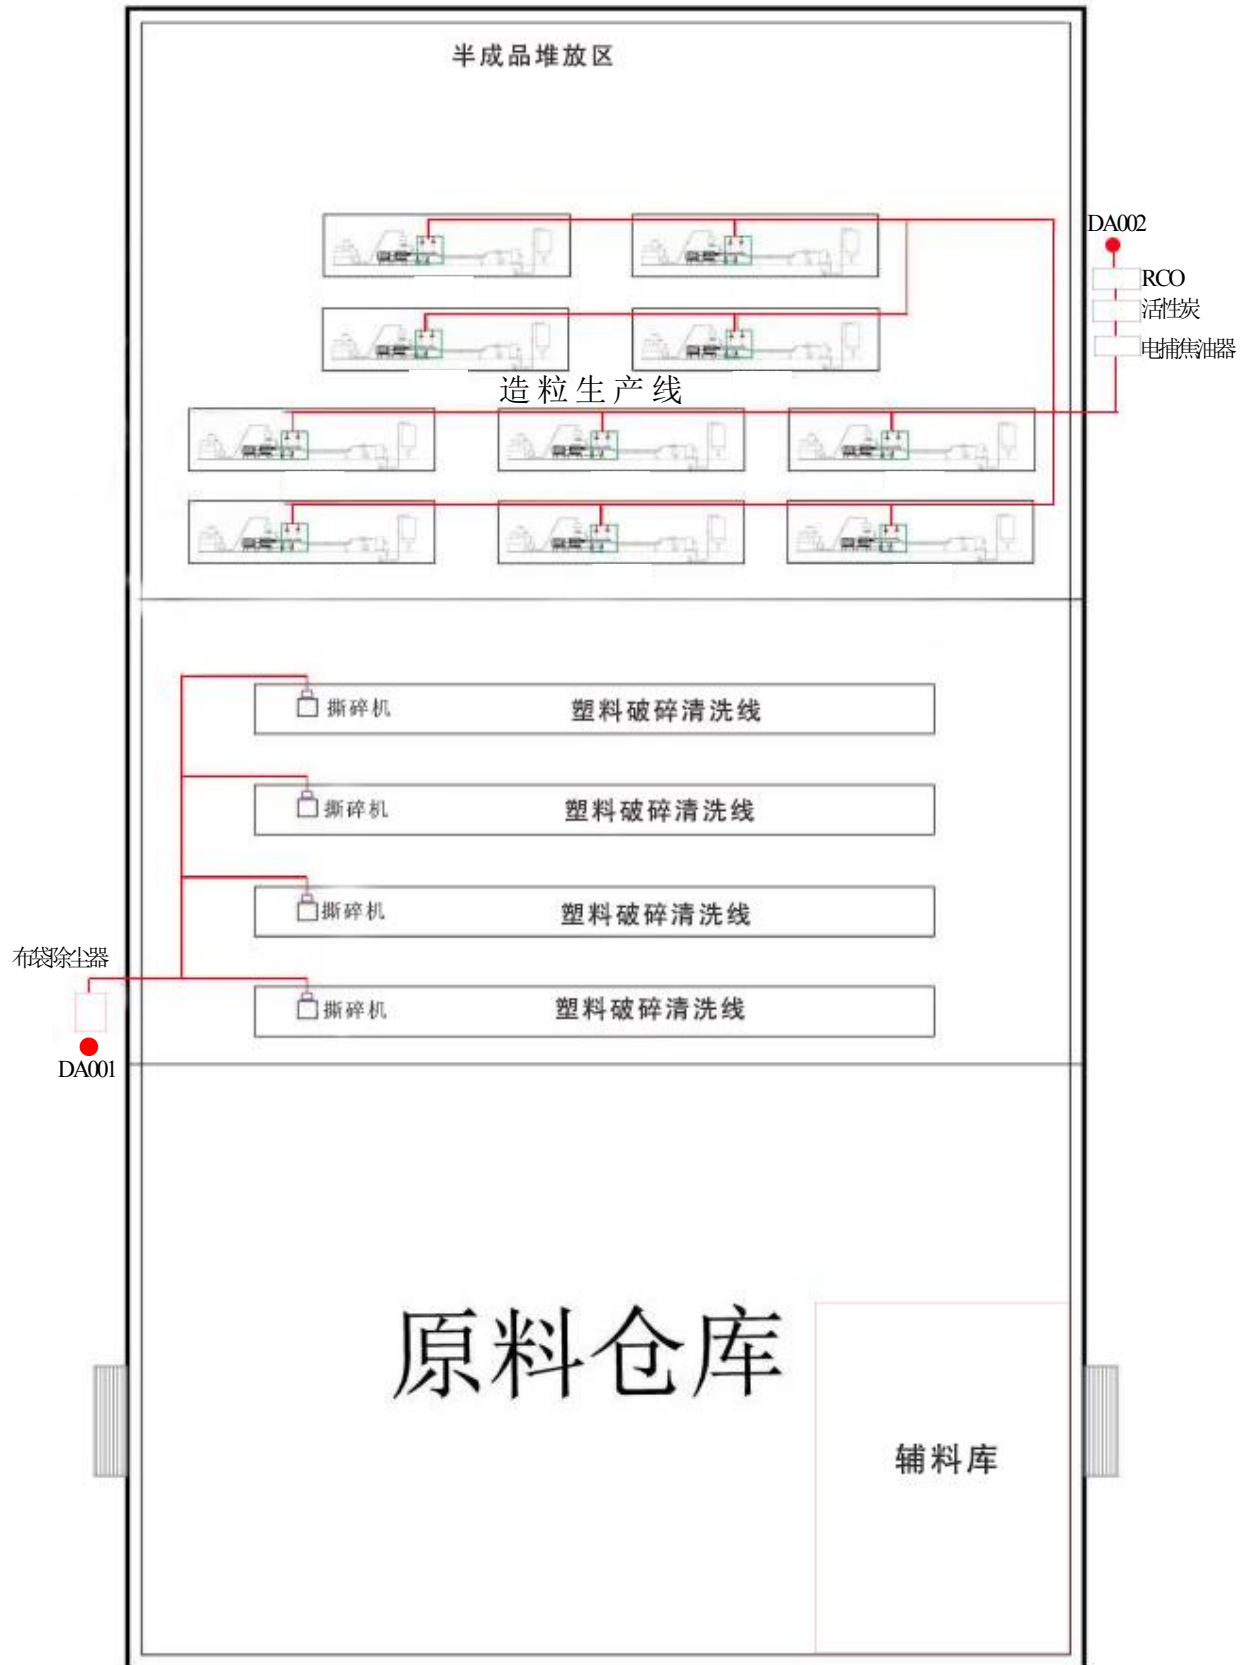 半成品堆放区
DA002
RCO
活性炭
电捕焦油器
造粒生产线
撕碎机 塑料破碎清洗线
撕碎机 塑料破碎清洗线
撕碎机 塑料破碎清洗线
布袋除尘器
撕碎机 塑料破碎清洗线
DA001
原料仓库
辅料库